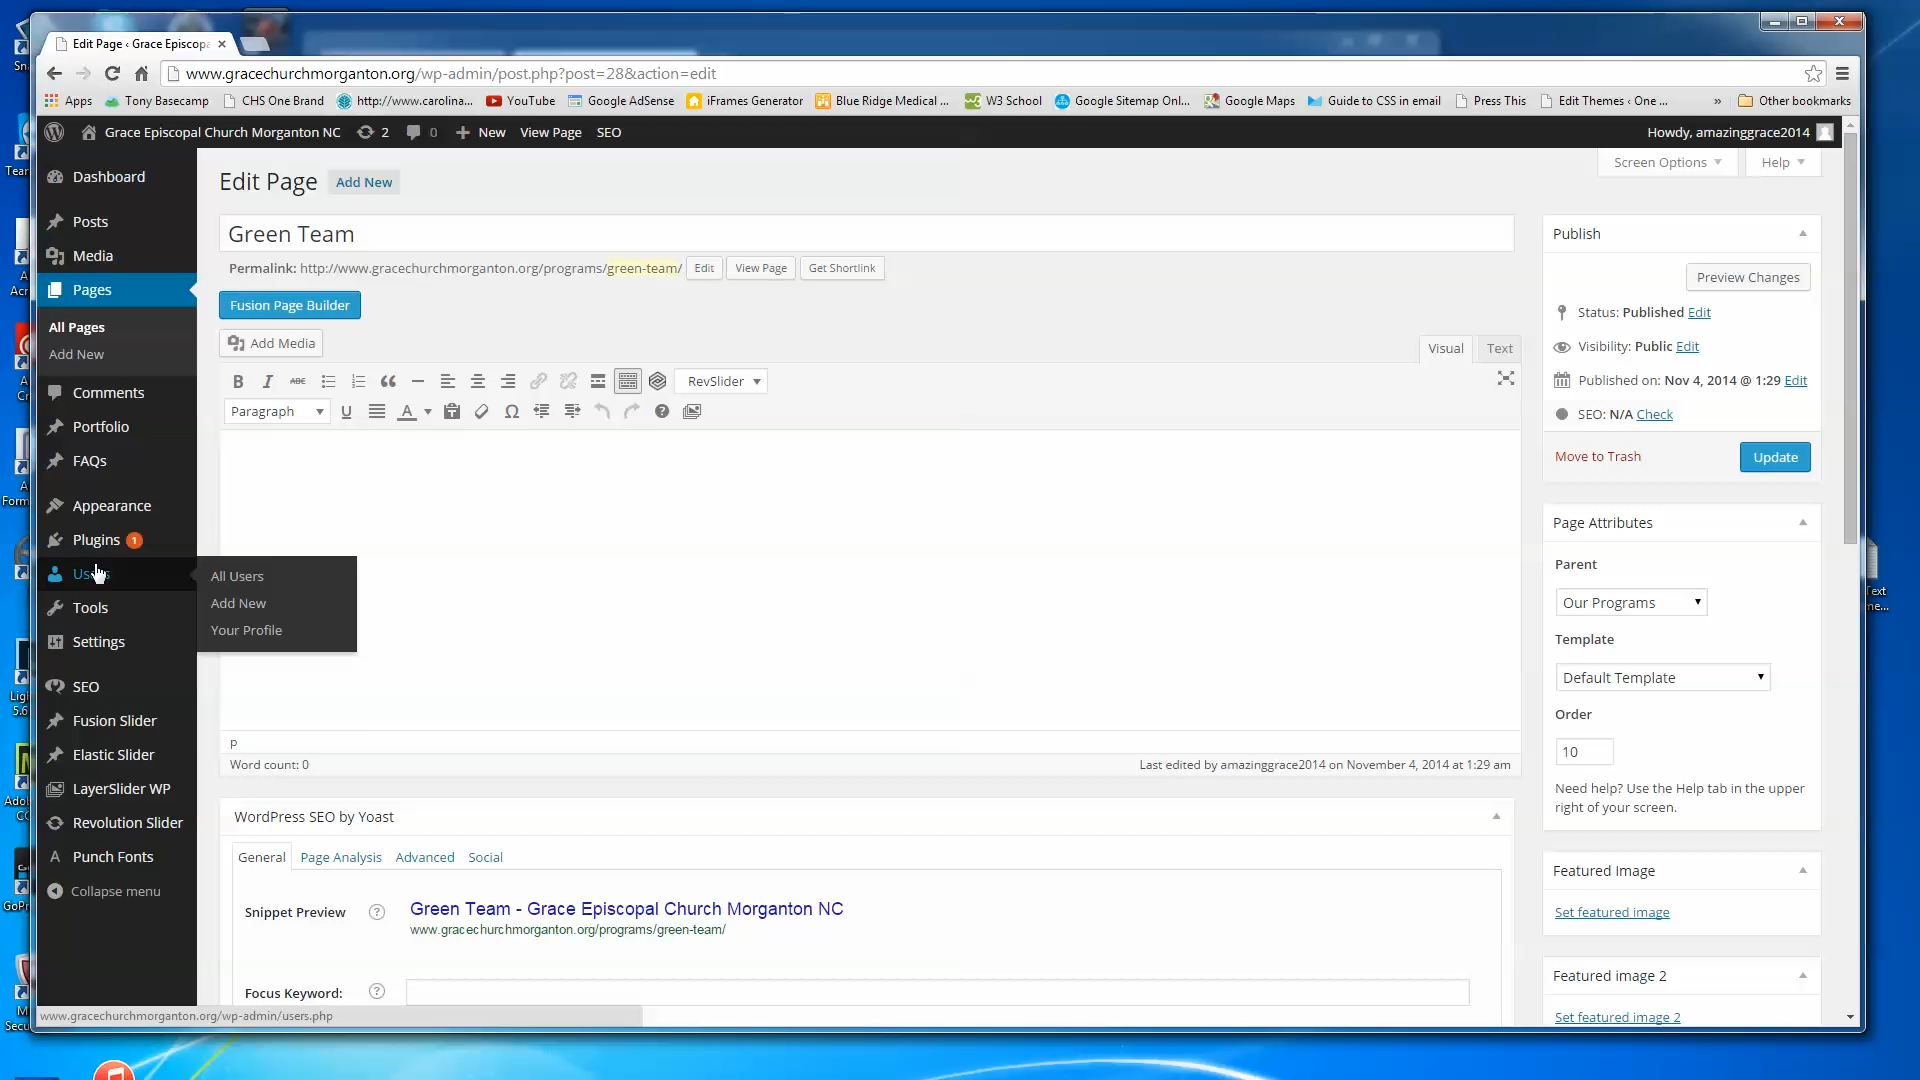 Edit Page ‹ Grace Episcopa
www.gracechurchmorganton.org/wp-admin/post.php?post=28&action=edit
Apps Tony Basecamp CHS One Brand http://www.carolina... YouTube Google AdSense iFrames Generator Blue Ridge Medical ... W3 School Google Sitemap Onl... Google Maps Guide to CSS in email Press This Edit Themes ‹ One ... » Other bookmarks
Grace Episcopal Church Morganton NC 2 0 New View Page SEO Howdy, amazinggrace2014
Screen Options Help
Dashboard
Posts
Media
Pages
All Pages
Add New
Comments
Portfolio
FAQs
Appearance
Plugins 1
Tools
Settings
SEO
Fusion Slider
Elastic Slider
LayerSlider WP
Revolution Slider
Punch Fonts
Collapse menu
All Users
Add New
Your Profile
Edit Page Add New
Green Team
Permalink: http://www.gracechurchmorganton.org/programs/green-team/ Edit View Page Get Shortlink
Fusion Page Builder
Add Media
Visual Text
B I ABC RevSlider
Paragraph U A
p
Word count: 0 Last edited by amazinggrace2014 on November 4, 2014 at 1:29 am
WordPress SEO by Yoast
General Page Analysis Advanced Social
Snippet Preview ? Green Team - Grace Episcopal Church Morganton NC
www.gracechurchmorganton.org/programs/green-team/
Focus Keyword: ?
Publish
Preview Changes
Status: Published Edit
Visibility: Public Edit
Published on: Nov 4, 2014 @ 1:29 Edit
SEO: N/A Check
Move to Trash Update
Page Attributes
Parent
Our Programs
Template
Default Template
Order
10
Need help? Use the Help tab in the upper
right of your screen.
Featured Image
Set featured image
Featured image 2
Set featured image 2
www.gracechurchmorganton.org/wp-admin/users.php